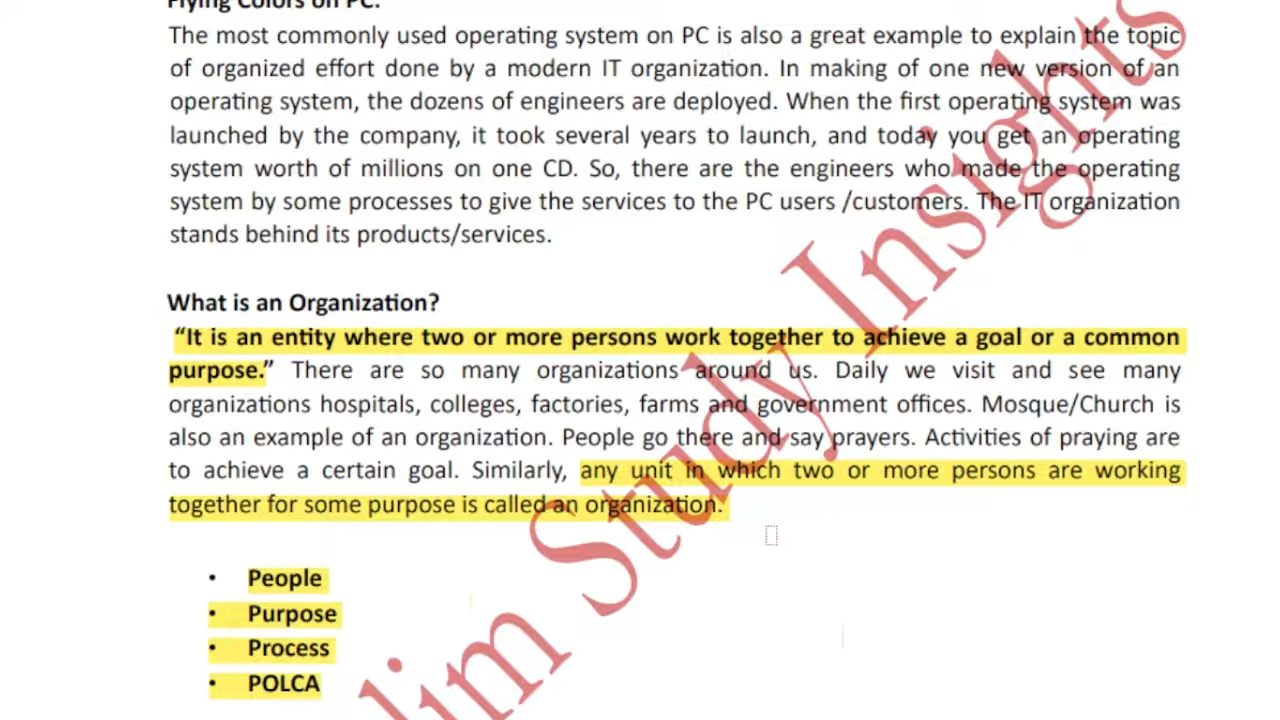 Flying Colors on PC:
The most commonly used operating system on PC is also a great example to explain the topic
of organized effort done by a modern IT organization. In making of one new version of an
operating system, the dozens of engineers are deployed. When the first operating system was
launched by the company, it took several years to launch, and today you get an operating
system worth of millions on one CD. So, there are the engineers who made the operating
system by some processes to give the services to the PC users /customers. The IT organization
stands behind its products/services.
What is an Organization?
“It is an entity where two or more persons work together to achieve a goal or a common
purpose.” There are so many organizations around us. Daily we visit and see many
organizations hospitals, colleges, factories, farms and government offices. Mosque/Church is
also an example of an organization. People go there and say prayers. Activities of praying are
to achieve a certain goal. Similarly, any unit in which two or more persons are working
together for some purpose is called an organization.
• People
• Purpose
• Process
• POLCA
Study Insights